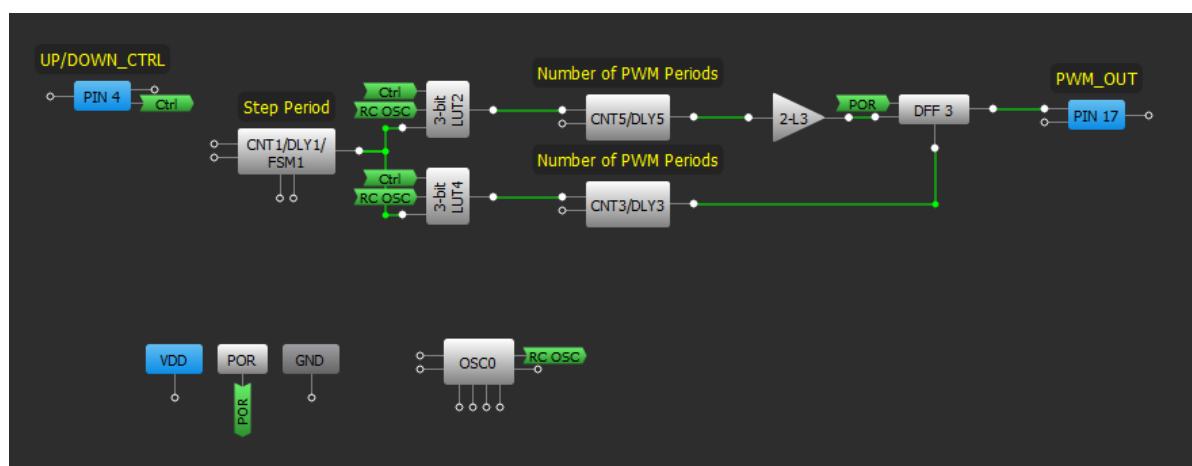 UP/DOWN_CTRL
PIN 4
Ctrl
Step Period
CNT1/DLY1/
FSM1
Ctrl
RC OSC
3-bit
LUT2
Ctrl
RC OSC
3-bit
LUT4
Number of PWM Periods
CNT5/DLY5
Number of PWM Periods
CNT3/DLY3
2-L3
POR
DFF 3
PWM_OUT
PIN 17
VDD
POR
GND
POR
OSC0
RC OSC